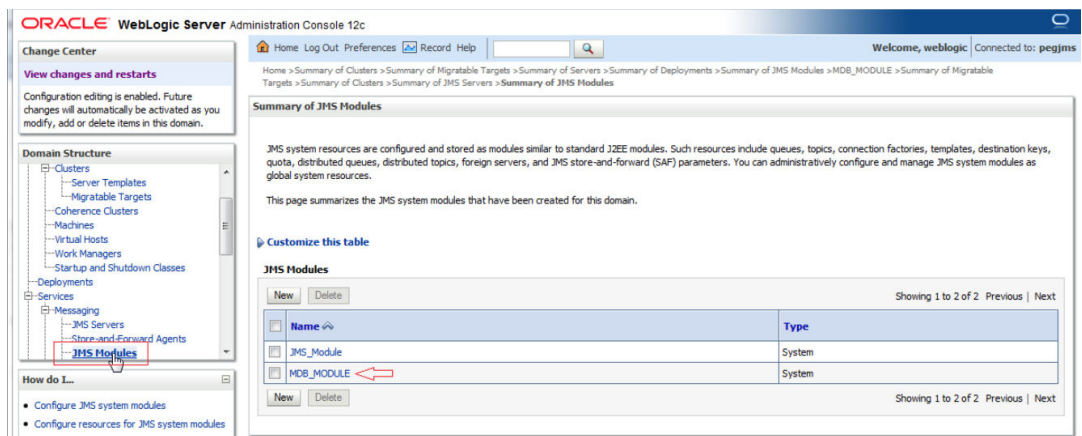 ORACLE WebLogic Server Administration Console 12c
Change Center
View changes and restarts
Configuration editing is enabled. Future
changes will automatically be activated as you
modify, add or delete items in this domain.
Domain Structure
Clusters
Server Templates
Migratable Targets
Coherence Clusters
Machines
Virtual Hosts
Work Managers
Startup and Shutdown Classes
Deployments
Services
Messaging
JMS Servers
Store-and-Forward Agents
JMS Modules
How do I...
Configure JMS system modules
Configure resources for JMS system modules
Home Log Out Preferences Record Help
Welcome, weblogic Connected to: pegjms
Home >Summary of Clusters >Summary of Migratable Targets >Summary of Servers >Summary of Deployments >Summary of JMS Modules >MDB_MODULE >Summary of Migratable
Targets >Summary of Clusters >Summary of JMS Servers >Summary of JMS Modules
Summary of JMS Modules
JMS system resources are configured and stored as modules similar to standard J2EE modules. Such resources include queues, topics, connection factories, templates, destination keys,
quota, distributed queues, distributed topics, foreign servers, and JMS store-and-forward (SAF) parameters. You can administratively configure and manage JMS system modules as
global system resources.
This page summarizes the JMS system modules that have been created for this domain.
Customize this table
JMS Modules
New Delete Showing 1 to 2 of 2 Previous | Next
Name Type
JMS_Module System
MDB_MODULE System
New Delete Showing 1 to 2 of 2 Previous | Next